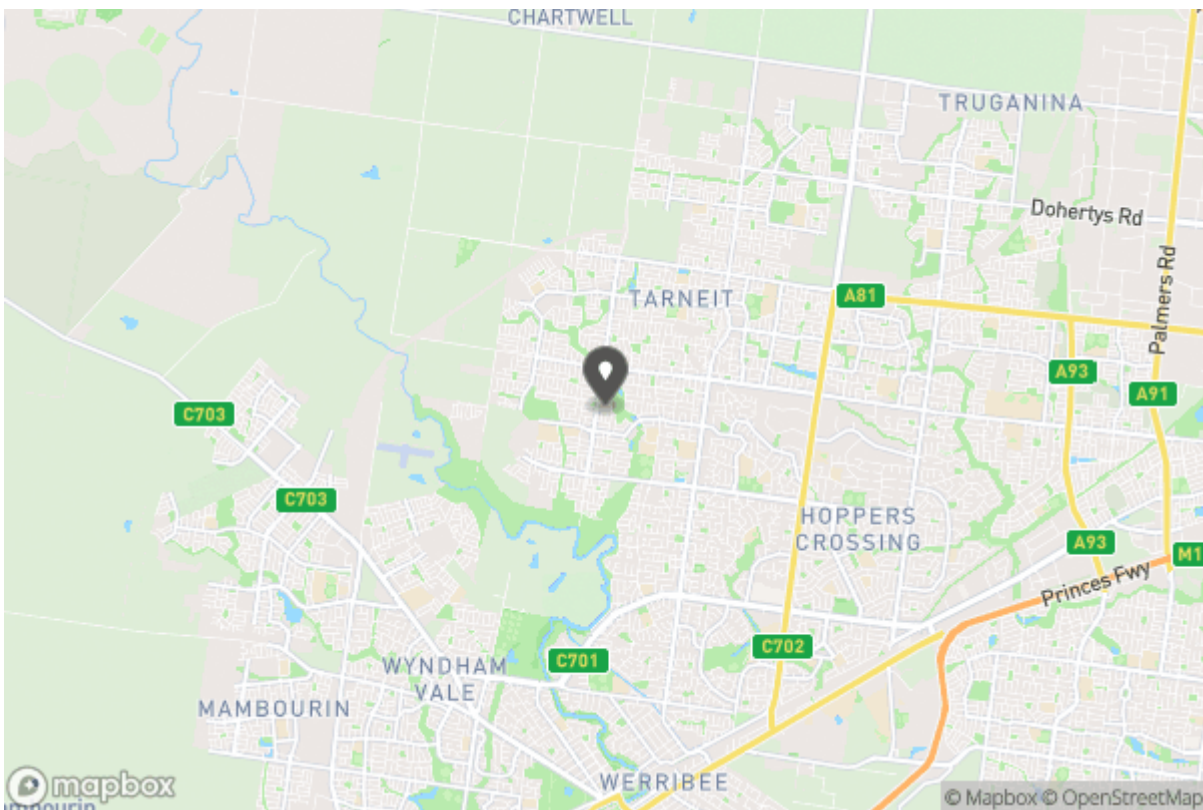 CHARTWELL
TRUGANINA
Dohertys Rd
Palmers Rd
TARNEIT
A81
A93
A91
C703
C703
HOPPERS
CROSSING
A93
M1
Princes Fwy
C701
C702
WYNDHAM
VALE
MAMBOURIN
WERRIBEE
mapbox
© Mapbox © OpenStreetMap